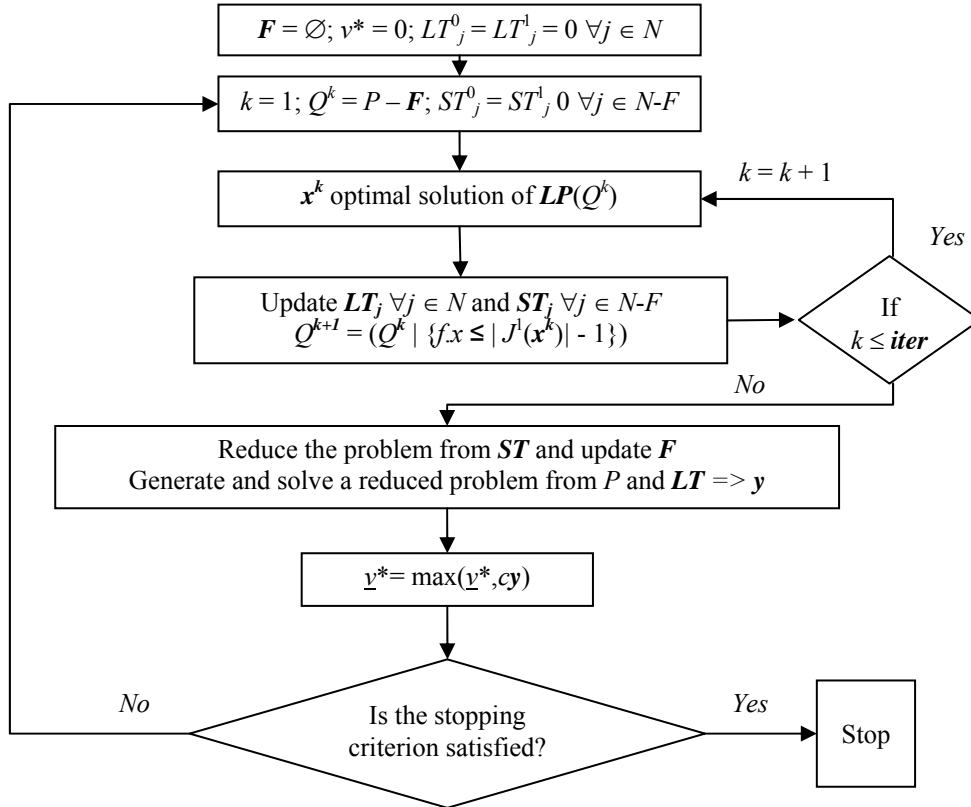 F = ∅; v* = 0; LT⁰ⱼ = LT¹ⱼ = 0 ∀j ∈ N
k = 1; Qᵏ = P – F; ST⁰ⱼ = ST¹ⱼ 0 ∀j ∈ N-F
k = k + 1
xᵏ optimal solution of LP(Qᵏ)
Yes
Update LTⱼ ∀j ∈ N and STⱼ ∀j ∈ N-F
Qᵏ⁺¹ = (Qᵏ | {f.x ≤ | J¹(xᵏ)| - 1})
If
k ≤ iter
No
Reduce the problem from ST and update F
Generate and solve a reduced problem from P and LT => y
v̲*= max(v̲*,cy)
No
Yes
Is the stopping
criterion satisfied?
Stop